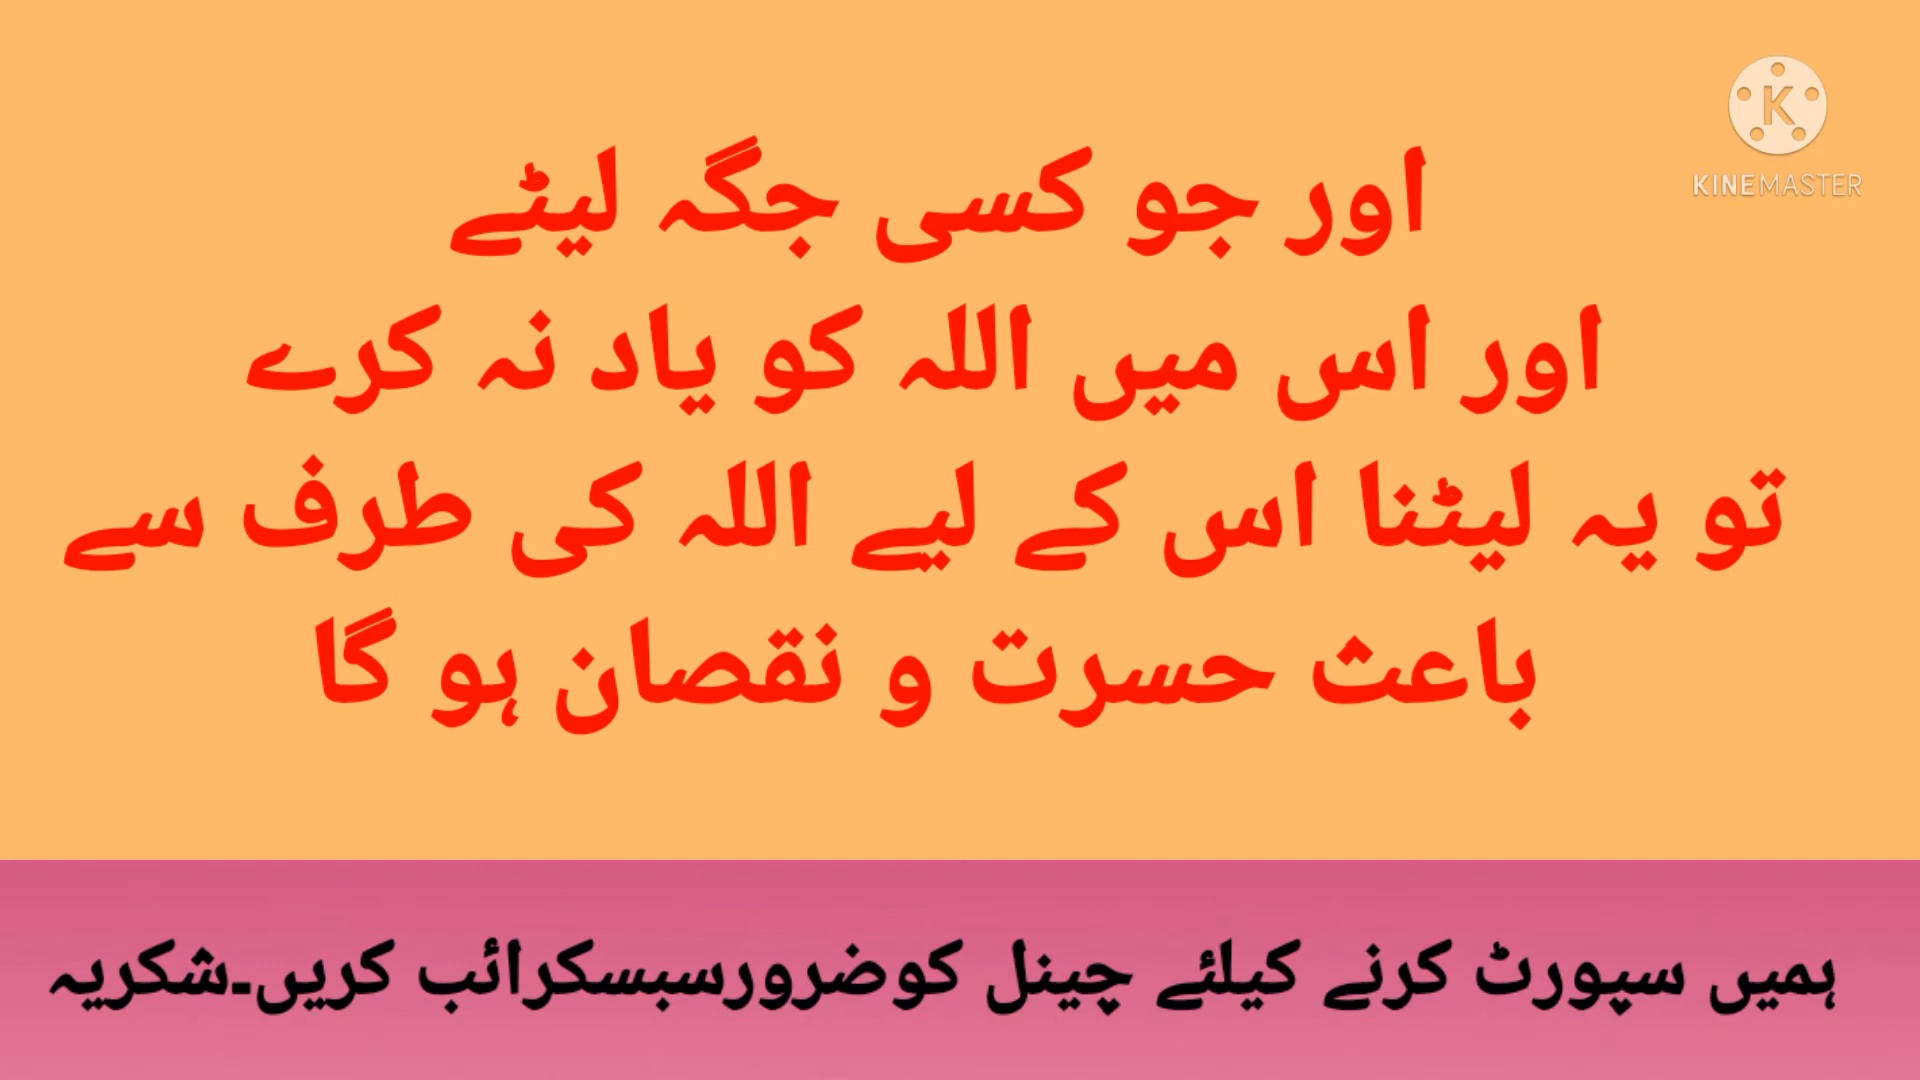 KINEMASTER
اور جو کسی جگہ لیٹے
اور اس میں اللہ کو یاد نہ کرے
تو یہ لیٹنا اس کے لیے اللہ کی طرف سے
باعث حسرت و نقصان ہو گا
ہمیں سپورٹ کرنے کیلئے چینل کوضرورسبسکرائب کریں۔شکریہ